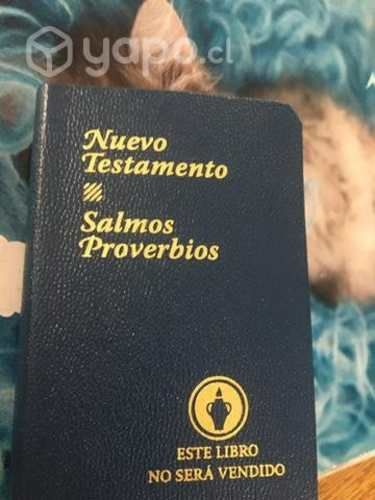 yapo.cl
Nuevo
Testamento
Salmos
Proverbios
ESTE LIBRO
NO SERÁ VENDIDO